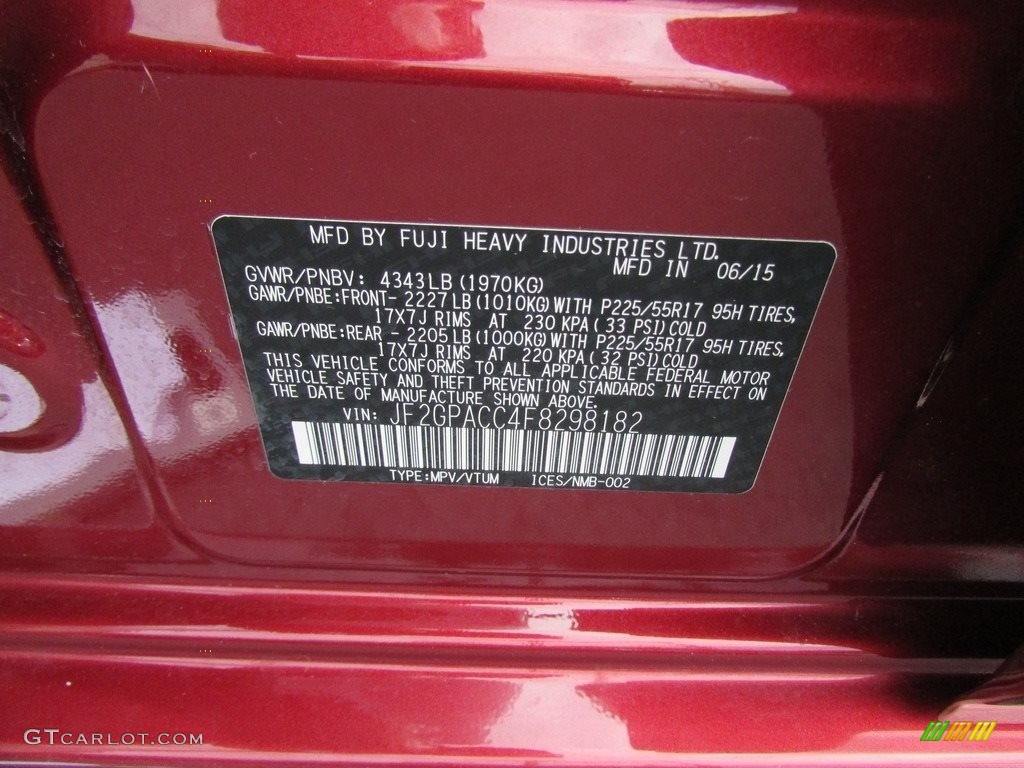 MFD BY FUJI HEAVY INDUSTRIES LTD.
MFD IN 06/15
GVWR/PNBV: 4343LB (1970KG)
GAWR/PNBE:FRONT- 2227LB(1010KG)WITH P225/55R17 95H TIRES,
17X7J RIMS AT 230 KPA( 33 PSI)COLD
GAWR/PNBE:REAR - 2205LB(1000KG)WITH P225/55R17 95H TIRES,
17X7J RIMS AT 220 KPA( 32 PSI)COLD
THIS VEHICLE CONFORMS TO ALL APPLICABLE FEDERAL MOTOR
VEHICLE SAFETY AND THEFT PREVENTION STANDARDS IN EFFECT ON
THE DATE OF MANUFACTURE SHOWN ABOVE.
VIN: JF2GPACC4F8298182
TYPE:MPV/VTUM ICES/NMB-002
GTCARLOT.COM